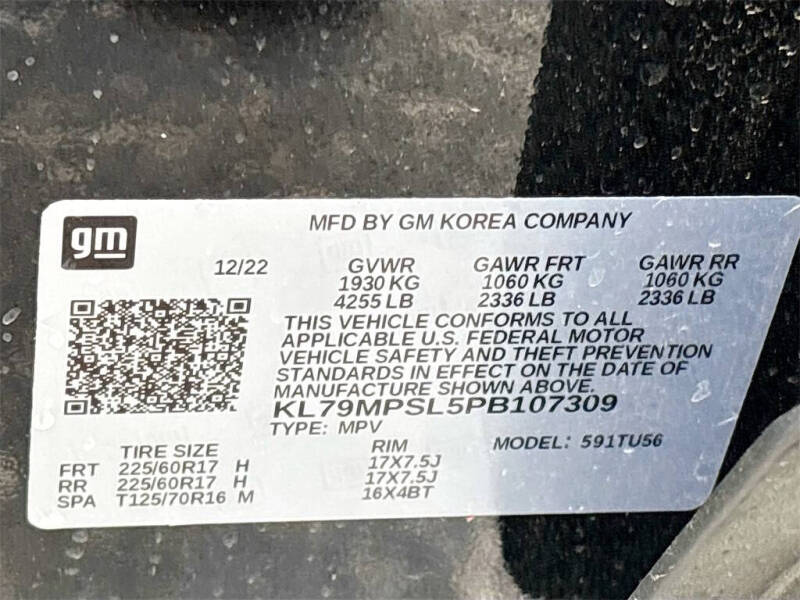 MFD BY GM KOREA COMPANY
gm
12/22 GVWR GAWR FRT GAWR RR
1930 KG 1060 KG 1060 KG
4255 LB 2336 LB 2336 LB
THIS VEHICLE CONFORMS TO ALL
APPLICABLE U.S. FEDERAL MOTOR
VEHICLE SAFETY AND THEFT PREVENTION
STANDARDS IN EFFECT ON THE DATE OF
MANUFACTURE SHOWN ABOVE.
KL79MPSL5PB107309
TYPE: MPV MODEL: 591TU56
TIRE SIZE RIM
FRT 225/60R17 H 17X7.5J
RR 225/60R17 H 17X7.5J
SPA T125/70R16 M 16X4BT